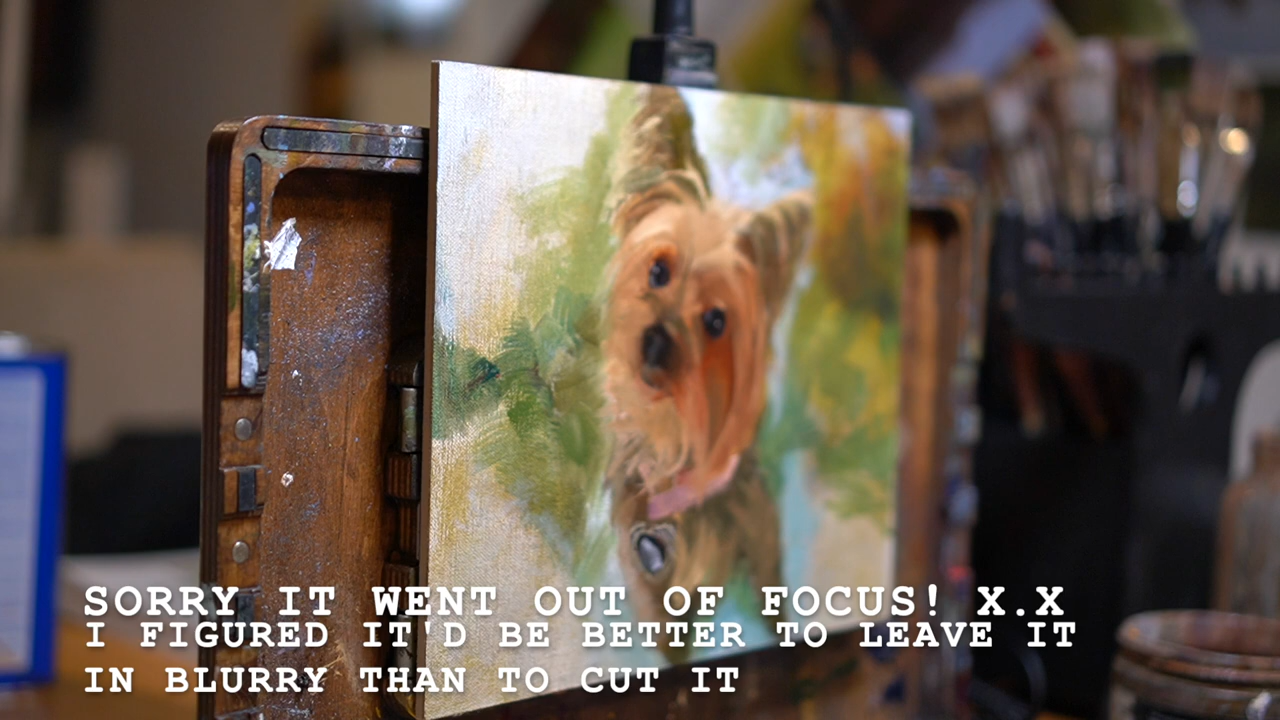 SORRY IT WENT OUT OF FOCUS! X.X
I FIGURED IT'D BE BETTER TO LEAVE IT
IN BLURRY THAN TO CUT IT